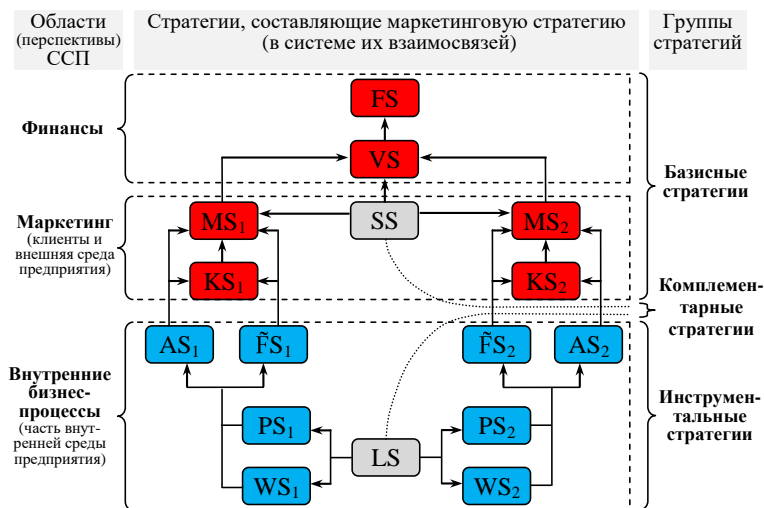 Области
(перспективы)
ССП
Стратегии, составляющие маркетинговую стратегию
(в системе их взаимосвязей)
Группы
стратегий
Финансы
FS
VS
Базисные
стратегии
Маркетинг
(клиенты и
внешняя среда
предприятия)
MS₁
SS
MS₂
KS₁
KS₂
Комплемен-
тарные
стратегии
AS₁
F̃S₁
F̃S₂
AS₂
Внутренние
бизнес-
процессы
(часть внут-
ренней среды
предприятия)
PS₁
PS₂
LS
WS₁
WS₂
Инструмен-
тальные
стратегии